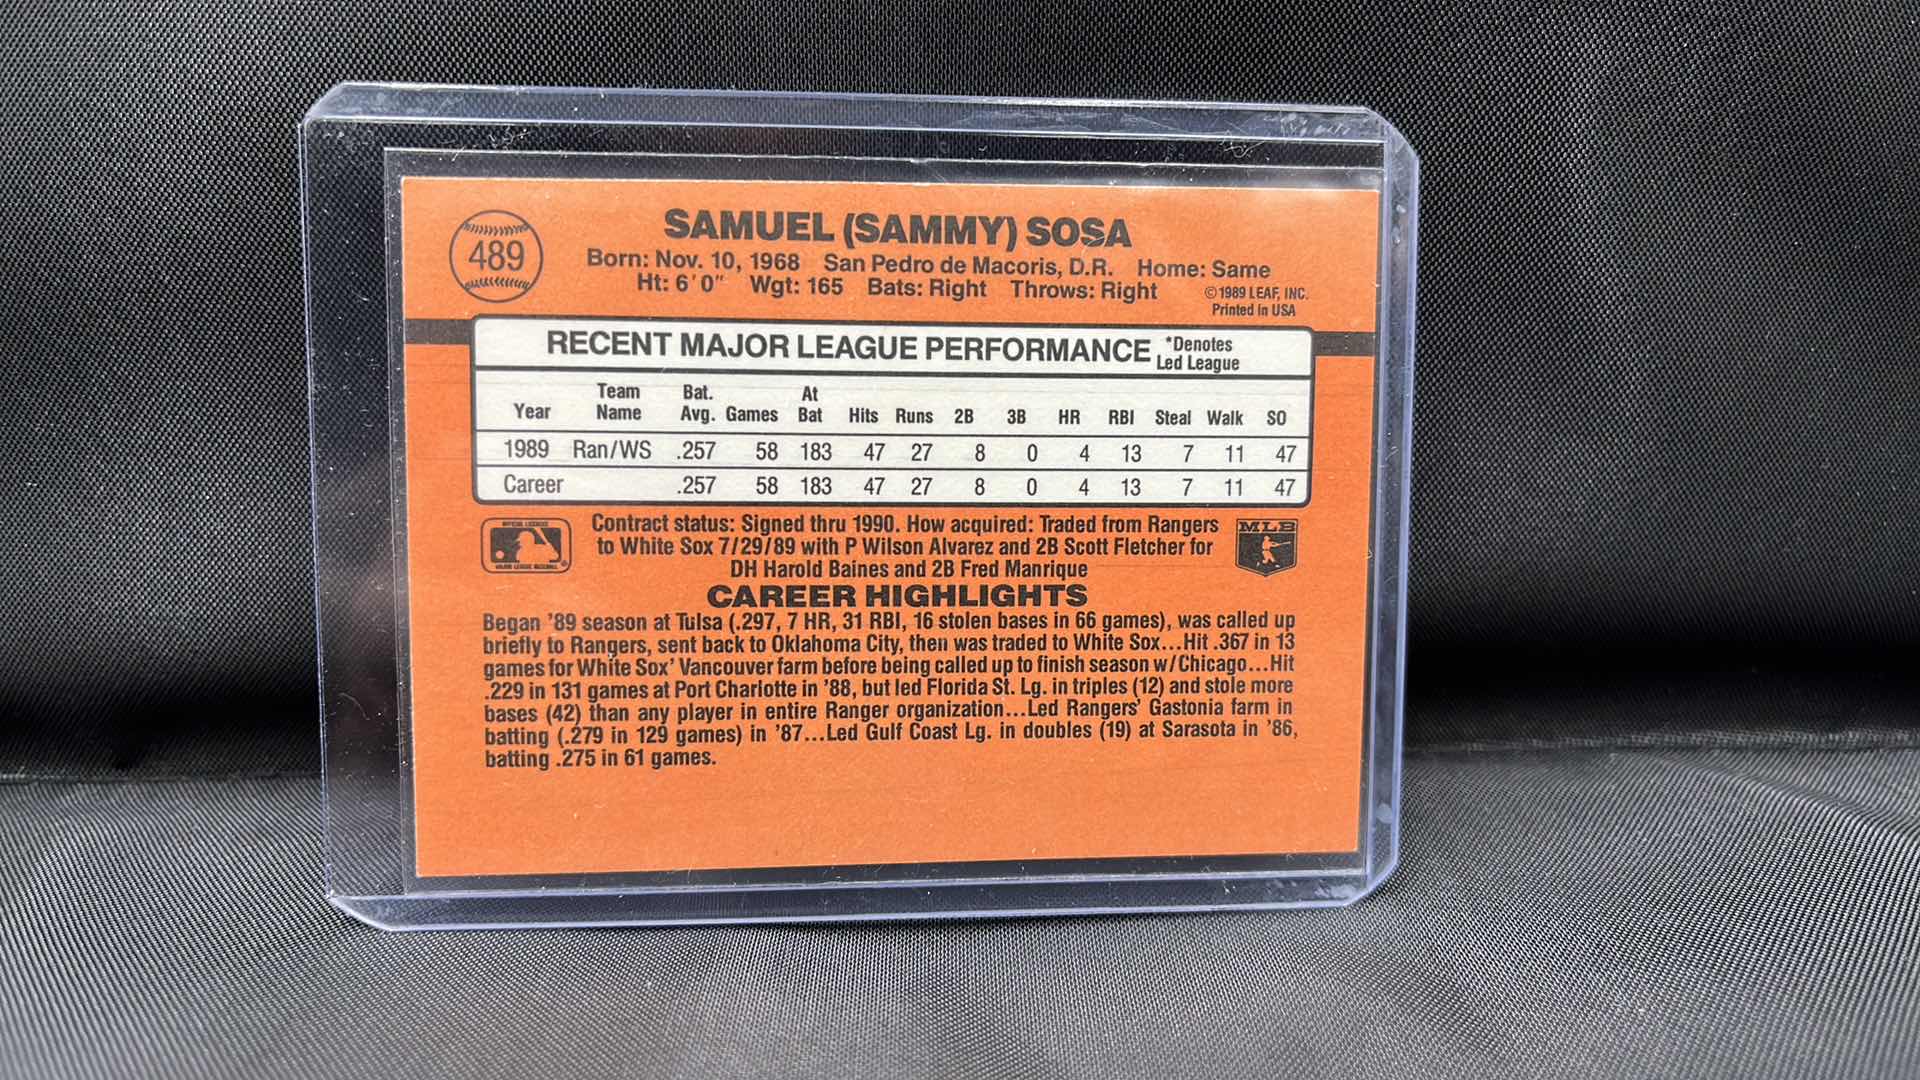 489
SAMUEL (SAMMY) SOSA
Born: Nov. 10, 1968 San Pedro de Macoris, D.R. Home: Same
Ht: 6'0" Wgt: 165 Bats: Right Throws: Right
©1989 LEAF, INC.
Printed in USA
RECENT MAJOR LEAGUE PERFORMANCE *Denotes
Led League
Year Team Name Bat. Avg. Games At Bat Hits Runs 2B 3B HR RBI Steal Walk SO
1989 Ran/WS .257 58 183 47 27 8 0 4 13 7 11 47
Career .257 58 183 47 27 8 0 4 13 7 11 47
Contract status: Signed thru 1990. How acquired: Traded from Rangers
to White Sox 7/29/89 with P Wilson Alvarez and 2B Scott Fletcher for
DH Harold Baines and 2B Fred Manrique
OFFICIAL LICENSEE
MAJOR LEAGUE BASEBALL
MLB
CAREER HIGHLIGHTS
Began '89 season at Tulsa (.297, 7 HR, 31 RBI, 16 stolen bases in 66 games), was called up
briefly to Rangers, sent back to Oklahoma City, then was traded to White Sox...Hit .367 in 13
games for White Sox' Vancouver farm before being called up to finish season w/Chicago...Hit
.229 in 131 games at Port Charlotte in '88, but led Florida St. Lg. in triples (12) and stole more
bases (42) than any player in entire Ranger organization...Led Rangers' Gastonia farm in
batting (.279 in 129 games) in '87...Led Gulf Coast Lg. in doubles (19) at Sarasota in '86,
batting .275 in 61 games.